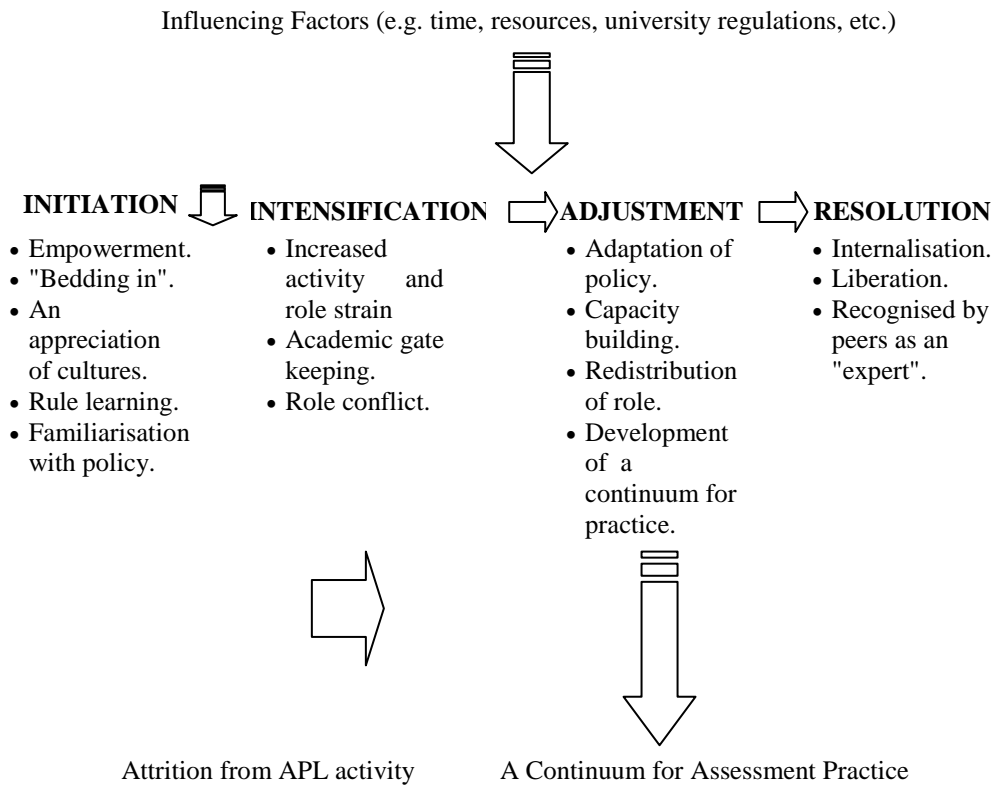 Influencing Factors (e.g. time, resources, university regulations, etc.)
INITIATION
• Empowerment.
• "Bedding in".
• An
appreciation
of cultures.
• Rule learning.
• Familiarisation
with policy.
INTENSIFICATION
• Increased
activity and
role strain
• Academic gate
keeping.
• Role conflict.
ADJUSTMENT
• Adaptation of
policy.
• Capacity
building.
• Redistribution
of role.
• Development
of a
continuum for
practice.
RESOLUTION
• Internalisation.
• Liberation.
• Recognised by
peers as an
"expert".
Attrition from APL activity
A Continuum for Assessment Practice